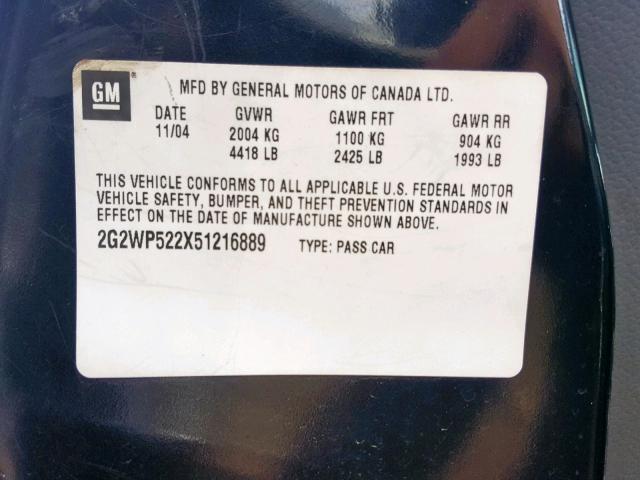 GM ® MFD BY GENERAL MOTORS OF CANADA LTD.
DATE GVWR GAWR FRT GAWR RR
11/04 2004 KG 1100 KG 904 KG
4418 LB 2425 LB 1993 LB
THIS VEHICLE CONFORMS TO ALL APPLICABLE U.S. FEDERAL MOTOR
VEHICLE SAFETY, BUMPER, AND THEFT PREVENTION STANDARDS IN
EFFECT ON THE DATE OF MANUFACTURE SHOWN ABOVE.
2G2WP522X51216889 TYPE: PASS CAR